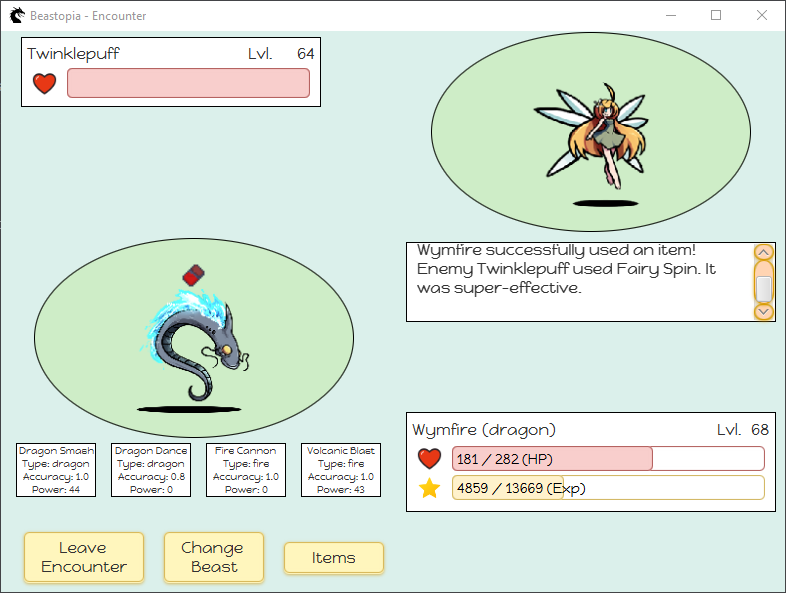 Beastopia - Encounter
Twinklepuff Lvl. 64
Wymfire successfully used an item!
Enemy Twinklepuff used Fairy Spin. It
was super-effective.
Wymfire (dragon) Lvl. 68
181 / 282 (HP)
4859 / 13669 (Exp)
Dragon Smash
Type: dragon
Accuracy: 1.0
Power: 44
Dragon Dance
Type: dragon
Accuracy: 0.8
Power: 0
Fire Cannon
Type: fire
Accuracy: 1.0
Power: 0
Volcanic Blast
Type: fire
Accuracy: 1.0
Power: 43
Leave
Encounter
Change
Beast
Items